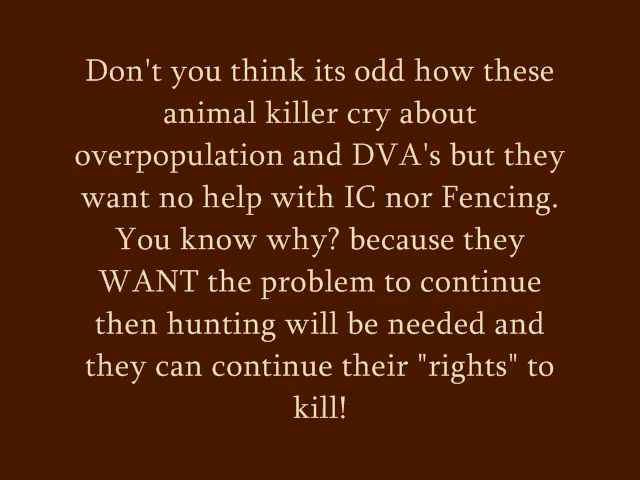 Don't you think its odd how these
animal killer cry about
overpopulation and DVA's but they
want no help with IC nor Fencing.
You know why? because they
WANT the problem to continue
then hunting will be needed and
they can continue their "rights" to
kill!